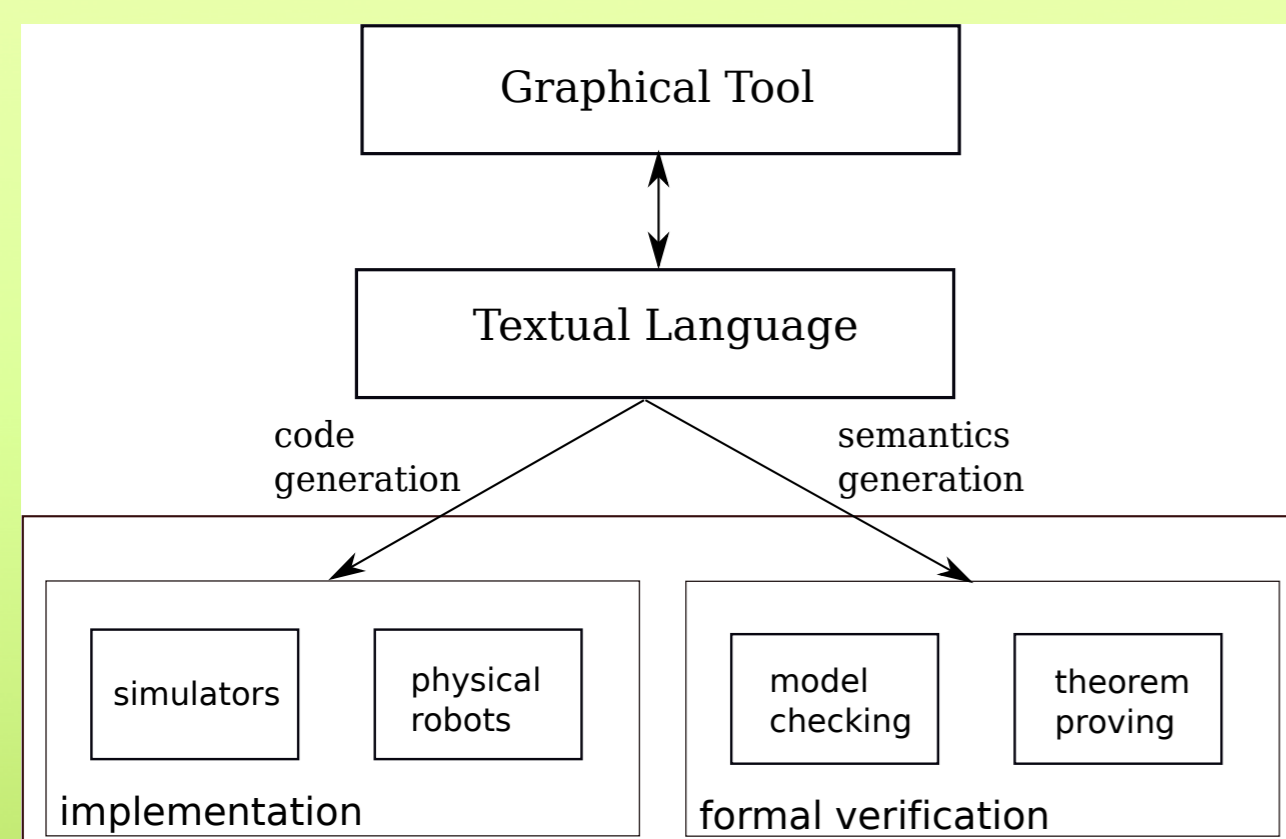 Graphical Tool
Textual Language
code
generation
semantics
generation
simulators
physical
robots
implementation
model
checking
theorem
proving
formal verification